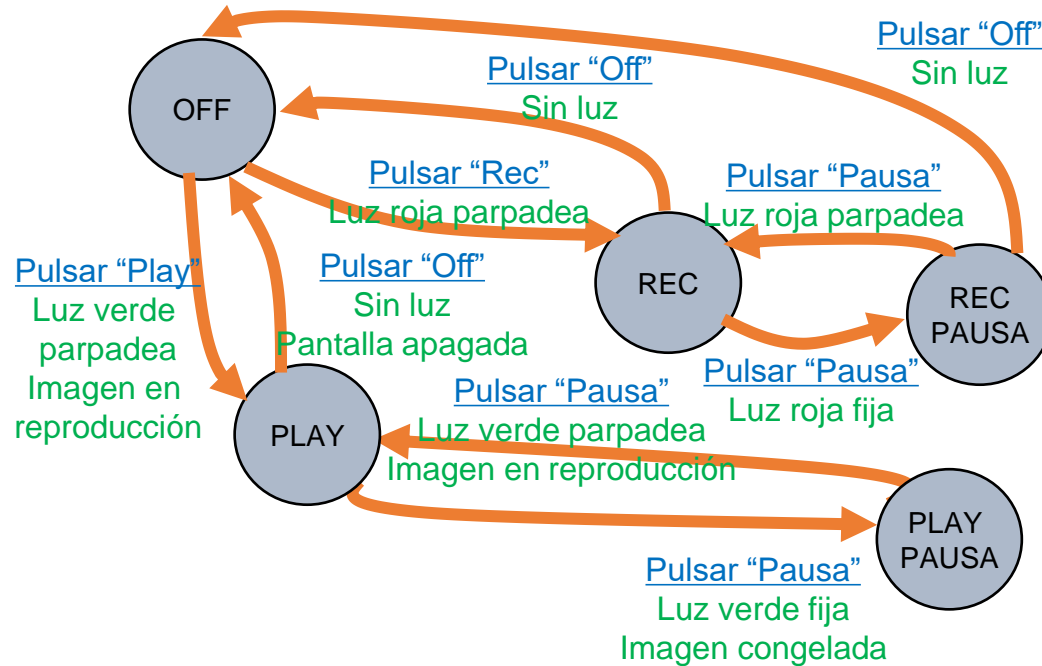 Pulsar “Off”
Sin luz
Pulsar “Off”
Sin luz
OFF
Pulsar “Rec”
Luz roja parpadea
Pulsar “Pausa”
Luz roja parpadea
Pulsar “Play”
Luz verde
parpadea
Imagen en
reproducción
Pulsar “Off”
Sin luz
Pantalla apagada
REC
REC
PAUSA
Pulsar “Pausa”
Luz roja fija
PLAY
Pulsar “Pausa”
Luz verde parpadea
Imagen en reproducción
PLAY
PAUSA
Pulsar “Pausa”
Luz verde fija
Imagen congelada